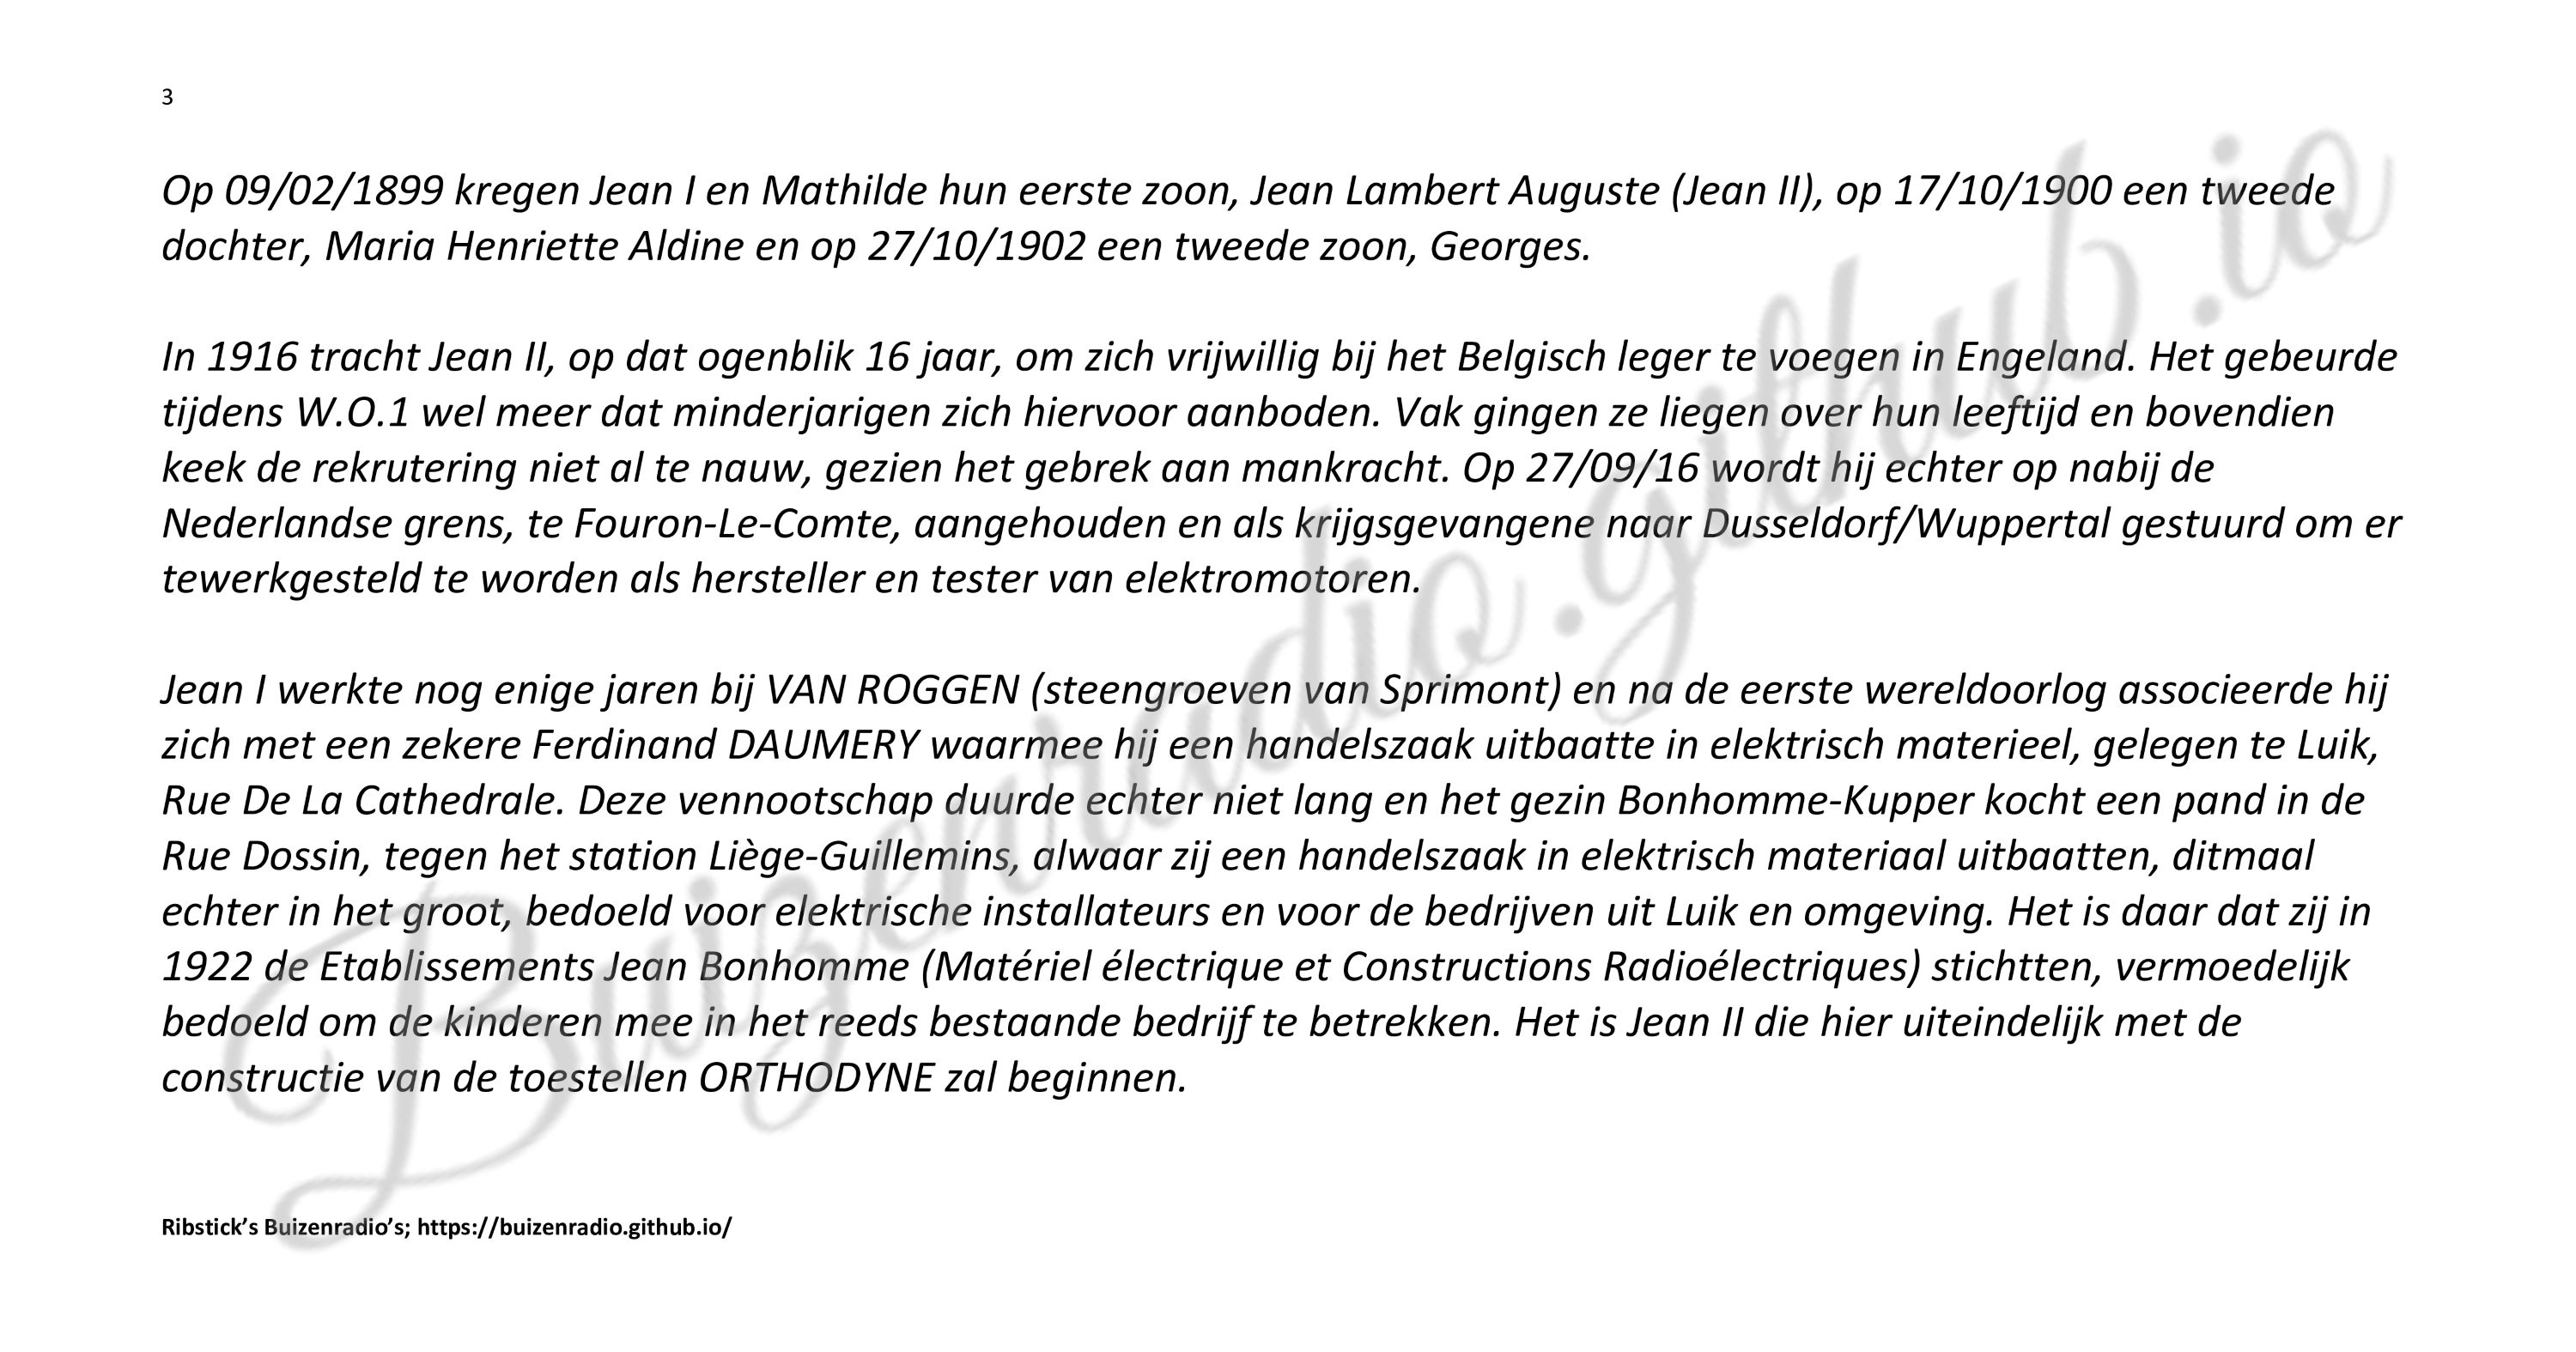 3
Op 09/02/1899 kregen Jean I en Mathilde hun eerste zoon, Jean Lambert Auguste (Jean II), op 17/10/1900 een tweede
dochter, Maria Henriette Aldine en op 27/10/1902 een tweede zoon, Georges.
In 1916 tracht Jean II, op dat ogenblik 16 jaar, om zich vrijwillig bij het Belgisch leger te voegen in Engeland. Het gebeurde
tijdens W.O.1 wel meer dat minderjarigen zich hiervoor aanboden. Vak gingen ze liegen over hun leeftijd en bovendien
keek de rekrutering niet al te nauw, gezien het gebrek aan mankracht. Op 27/09/16 wordt hij echter op nabij de
Nederlandse grens, te Fouron-Le-Comte, aangehouden en als krijgsgevangene naar Dusseldorf/Wuppertal gestuurd om er
tewerkgesteld te worden als hersteller en tester van elektromotoren.
Jean I werkte nog enige jaren bij VAN ROGGEN (steengroeven van Sprimont) en na de eerste wereldoorlog associeerde hij
zich met een zekere Ferdinand DAUMERY waarmee hij een handelszaak uitbaatte in elektrisch materieel, gelegen te Luik,
Rue De La Cathedrale. Deze vennootschap duurde echter niet lang en het gezin Bonhomme-Kupper kocht een pand in de
Rue Dossin, tegen het station Liège-Guillemins, alwaar zij een handelszaak in elektrisch materiaal uitbaatten, ditmaal
echter in het groot, bedoeld voor elektrische installateurs en voor de bedrijven uit Luik en omgeving. Het is daar dat zij in
1922 de Etablissements Jean Bonhomme (Matériel électrique et Constructions Radioélectriques) stichtten, vermoedelijk
bedoeld om de kinderen mee in het reeds bestaande bedrijf te betrekken. Het is Jean II die hier uiteindelijk met de
constructie van de toestellen ORTHODYNE zal beginnen.
Ribstick’s Buizenradio’s; https://buizenradio.github.io/
Buizenradio.github.io